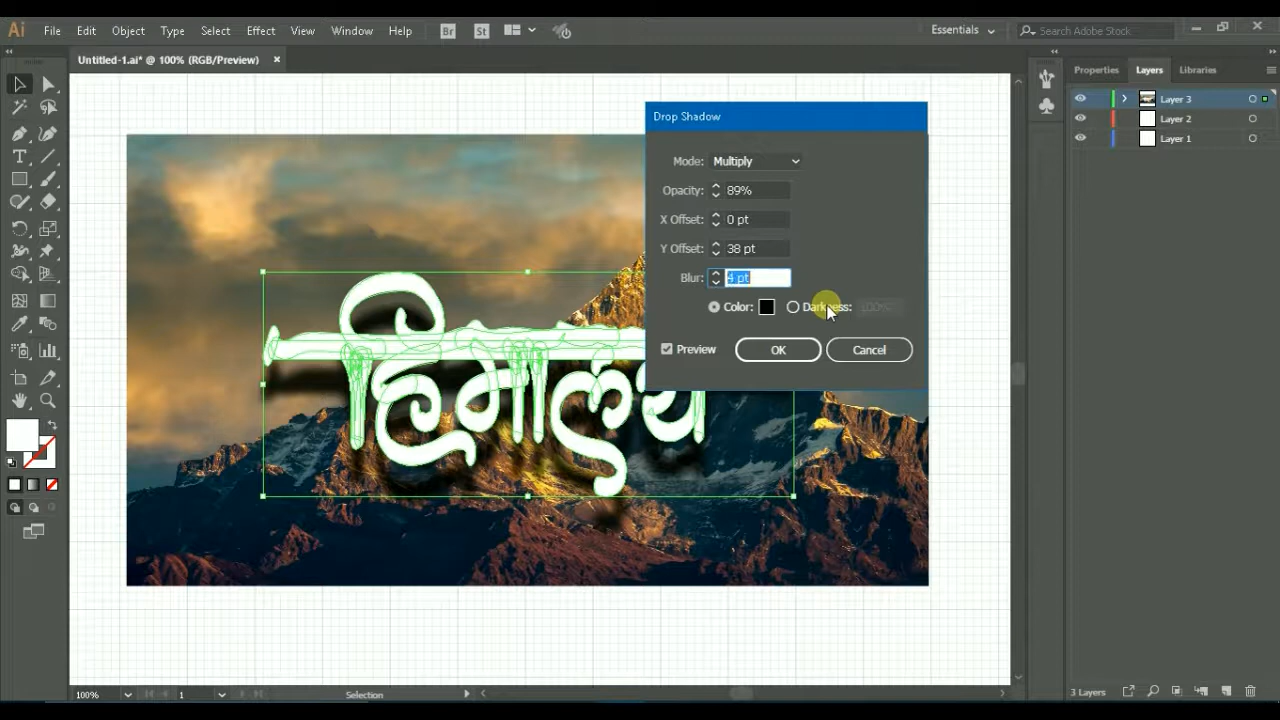 Ai File Edit Object Type Select Effect View Window Help Br St Essentials Search Adobe Stock
Untitled-1.ai* @ 100% (RGB/Preview) ×
Properties Layers Libraries
Layer 3
Layer 2
Layer 1
Drop Shadow
Mode: Multiply
Opacity: 89%
X Offset: 0 pt
Y Offset: 38 pt
Blur: 4 pt
Color: Darkness: 100%
Preview OK Cancel
हिमालय
100% 1 Selection
3 Layers